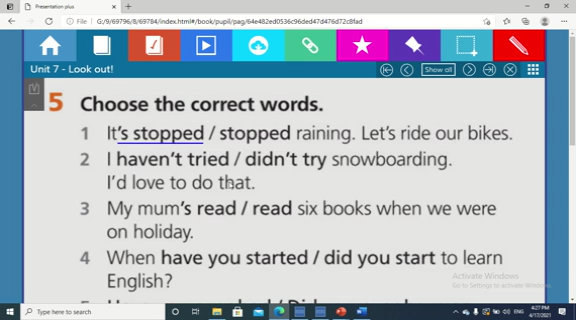 Presentation plus
File | G:/9/69796/8/69784/index.html#/book/pupil/pag/64e482ed0536c96ded47d476d72c8fad
Unit 7 - Look out!
Show all
5 Choose the correct words.
1 It's stopped / stopped raining. Let's ride our bikes.
2 I haven't tried / didn't try snowboarding.
I'd love to do that.
3 My mum's read / read six books when we were
on holiday.
4 When have you started / did you start to learn
English?
Activate Windows
Go to Settings to activate Windows.
Type here to search
4:27 PM
4/17/2021